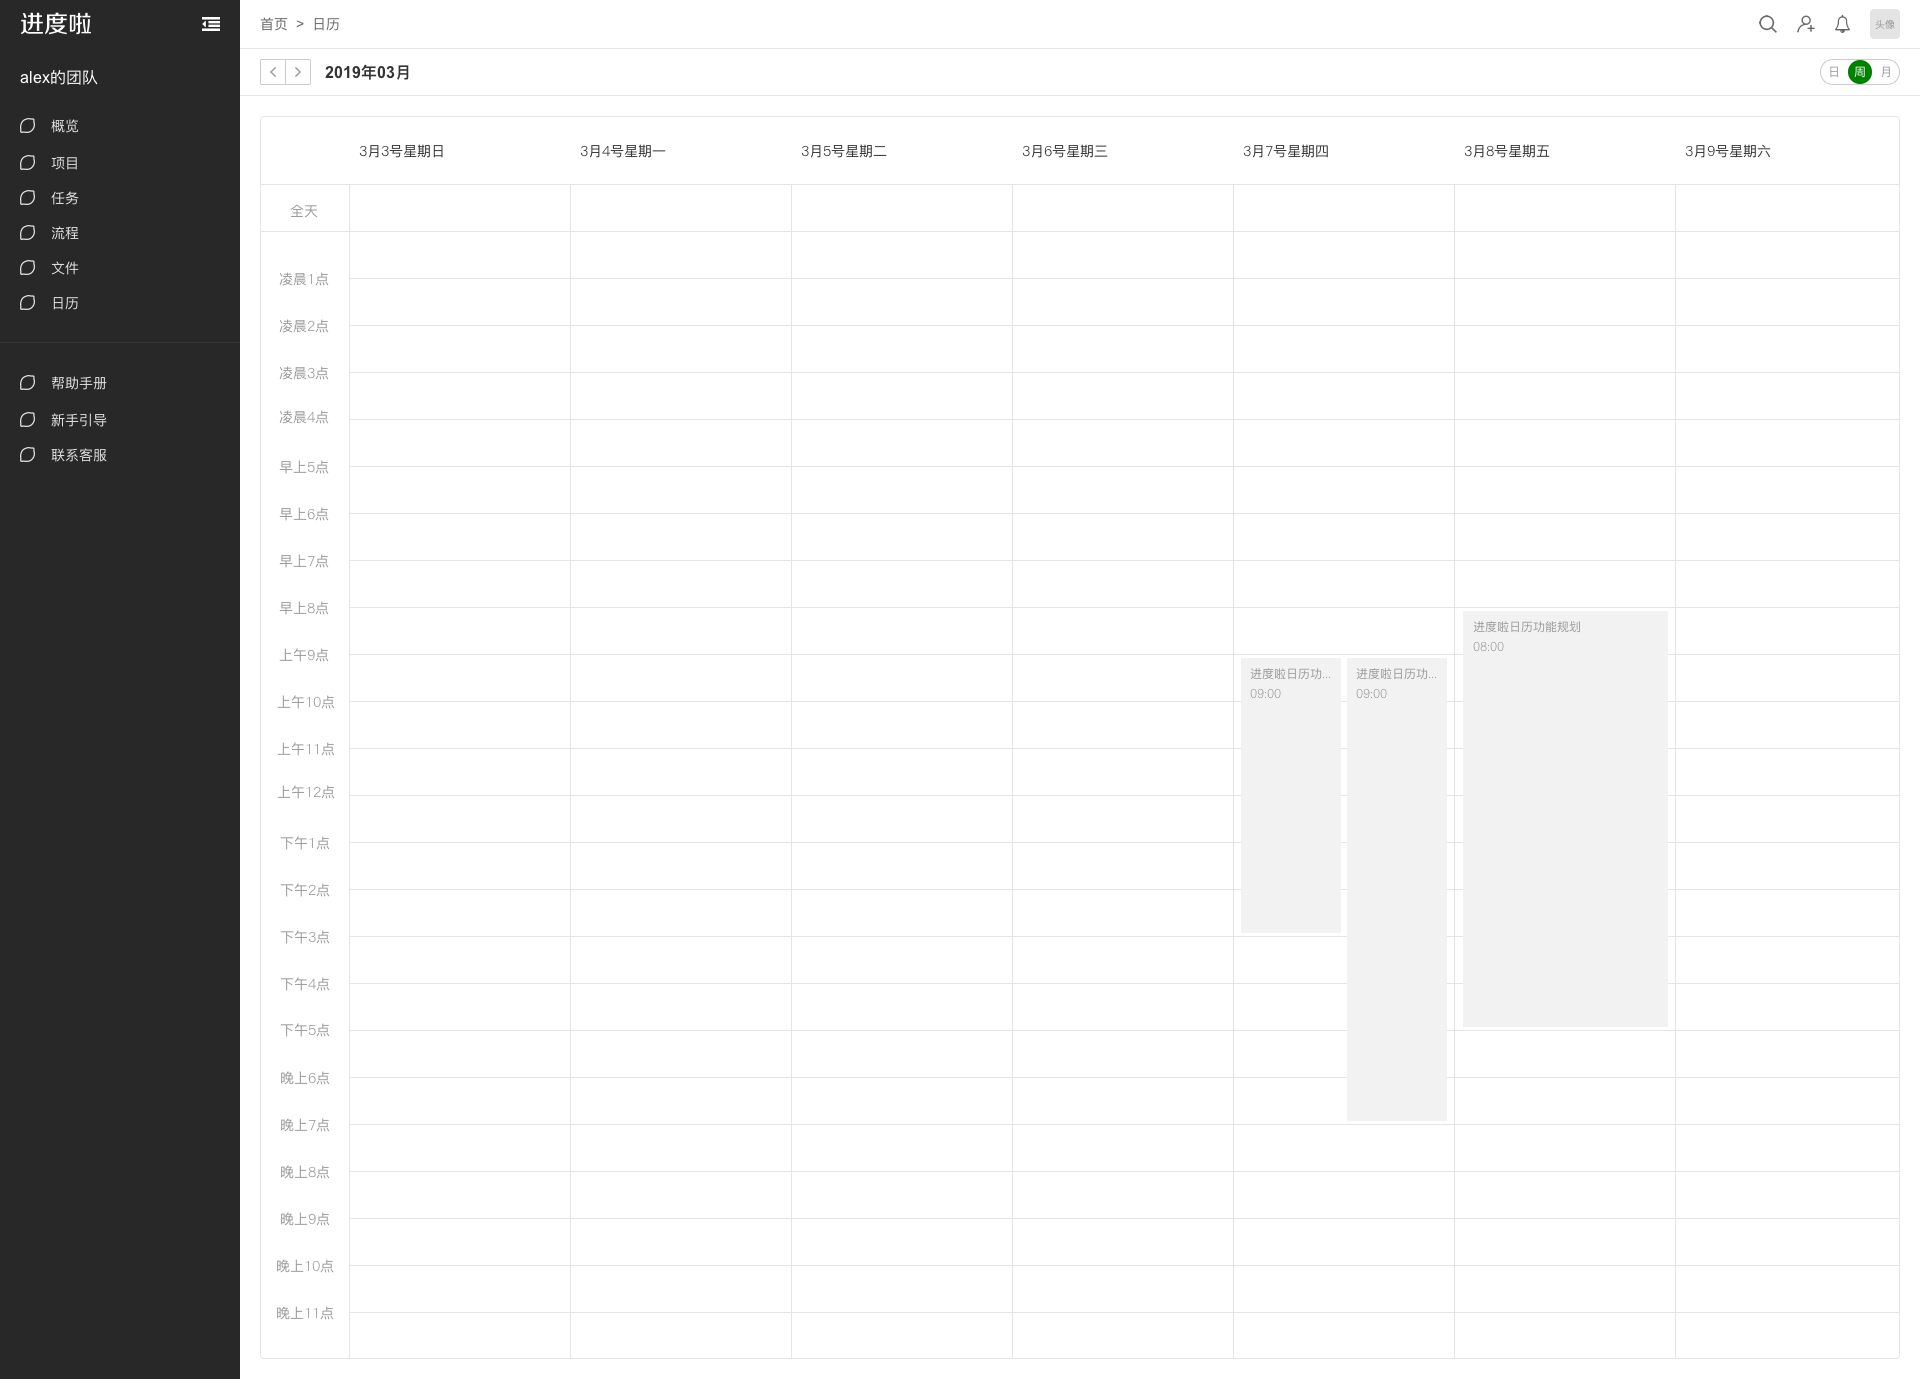 进度啦
alex的团队
概览
项目
任务
流程
文件
日历
帮助手册
新手引导
联系客服
首页 > 日历
头像
2019年03月
日 周 月
3月3号星期日 3月4号星期一 3月5号星期二 3月6号星期三 3月7号星期四 3月8号星期五 3月9号星期六
全天
凌晨1点
凌晨2点
凌晨3点
凌晨4点
早上5点
早上6点
早上7点
早上8点
进度啦日历功能规划
08:00
上午9点
进度啦日历功... 进度啦日历功...
09:00 09:00
上午10点
上午11点
上午12点
下午1点
下午2点
下午3点
下午4点
下午5点
晚上6点
晚上7点
晚上8点
晚上9点
晚上10点
晚上11点